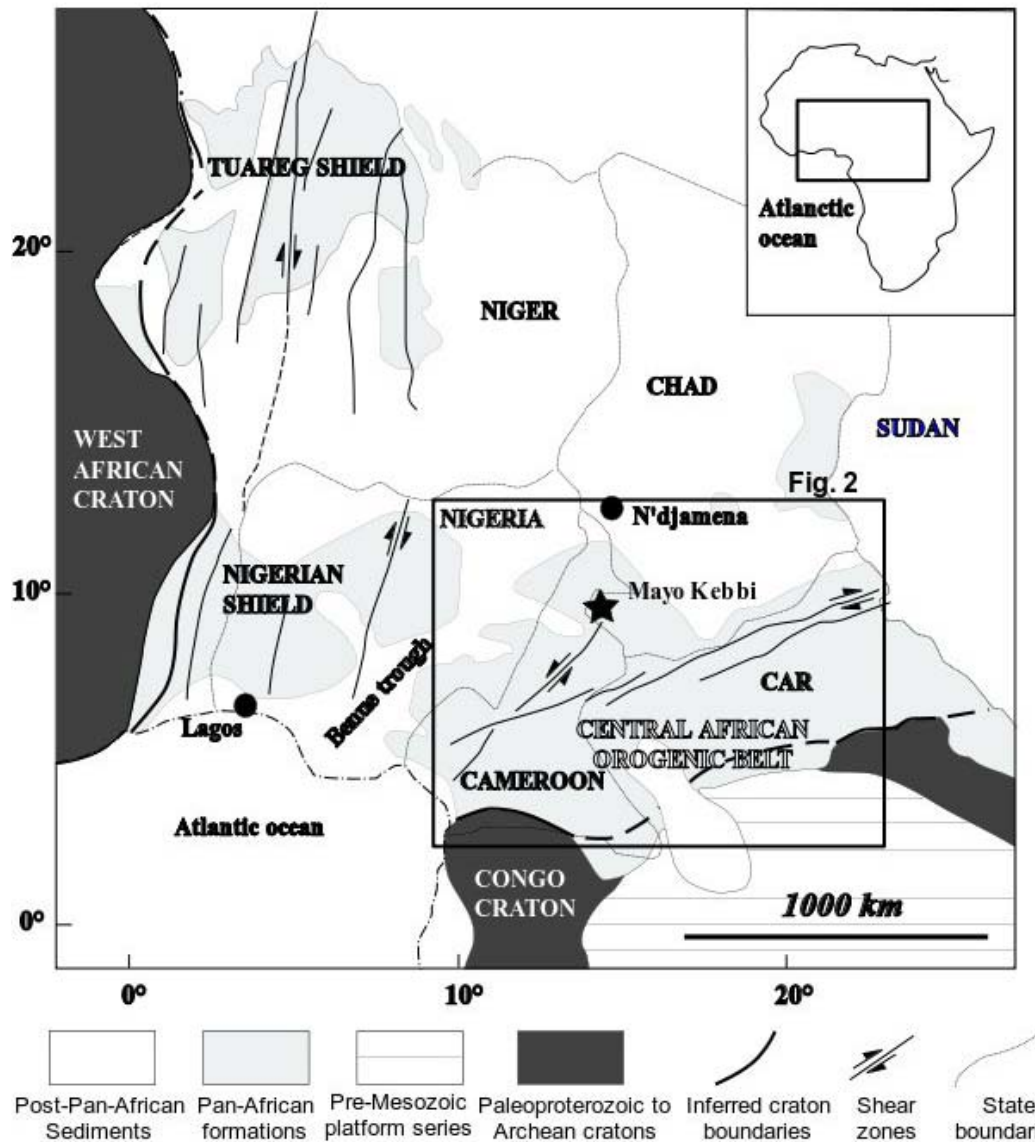 Atlanctic
ocean
TUAREG SHIELD
20°
NIGER
CHAD
SUDAN
WEST
AFRICAN
CRATON
Fig. 2
NIGERIA
N'djamena
10°
NIGERIAN
SHIELD
Mayo Kebbi
Benue trough
CAR
Lagos
CENTRAL AFRICAN
OROGENIC BELT
CAMEROON
Atlantic ocean
CONGO
CRATON
1000 km
0°
0°
10°
20°
Post-Pan-African
Sediments
Pan-African
formations
Pre-Mesozoic
platform series
Paleoproterozoic to
Archean cratons
Inferred craton
boundaries
Shear
zones
State
boundar